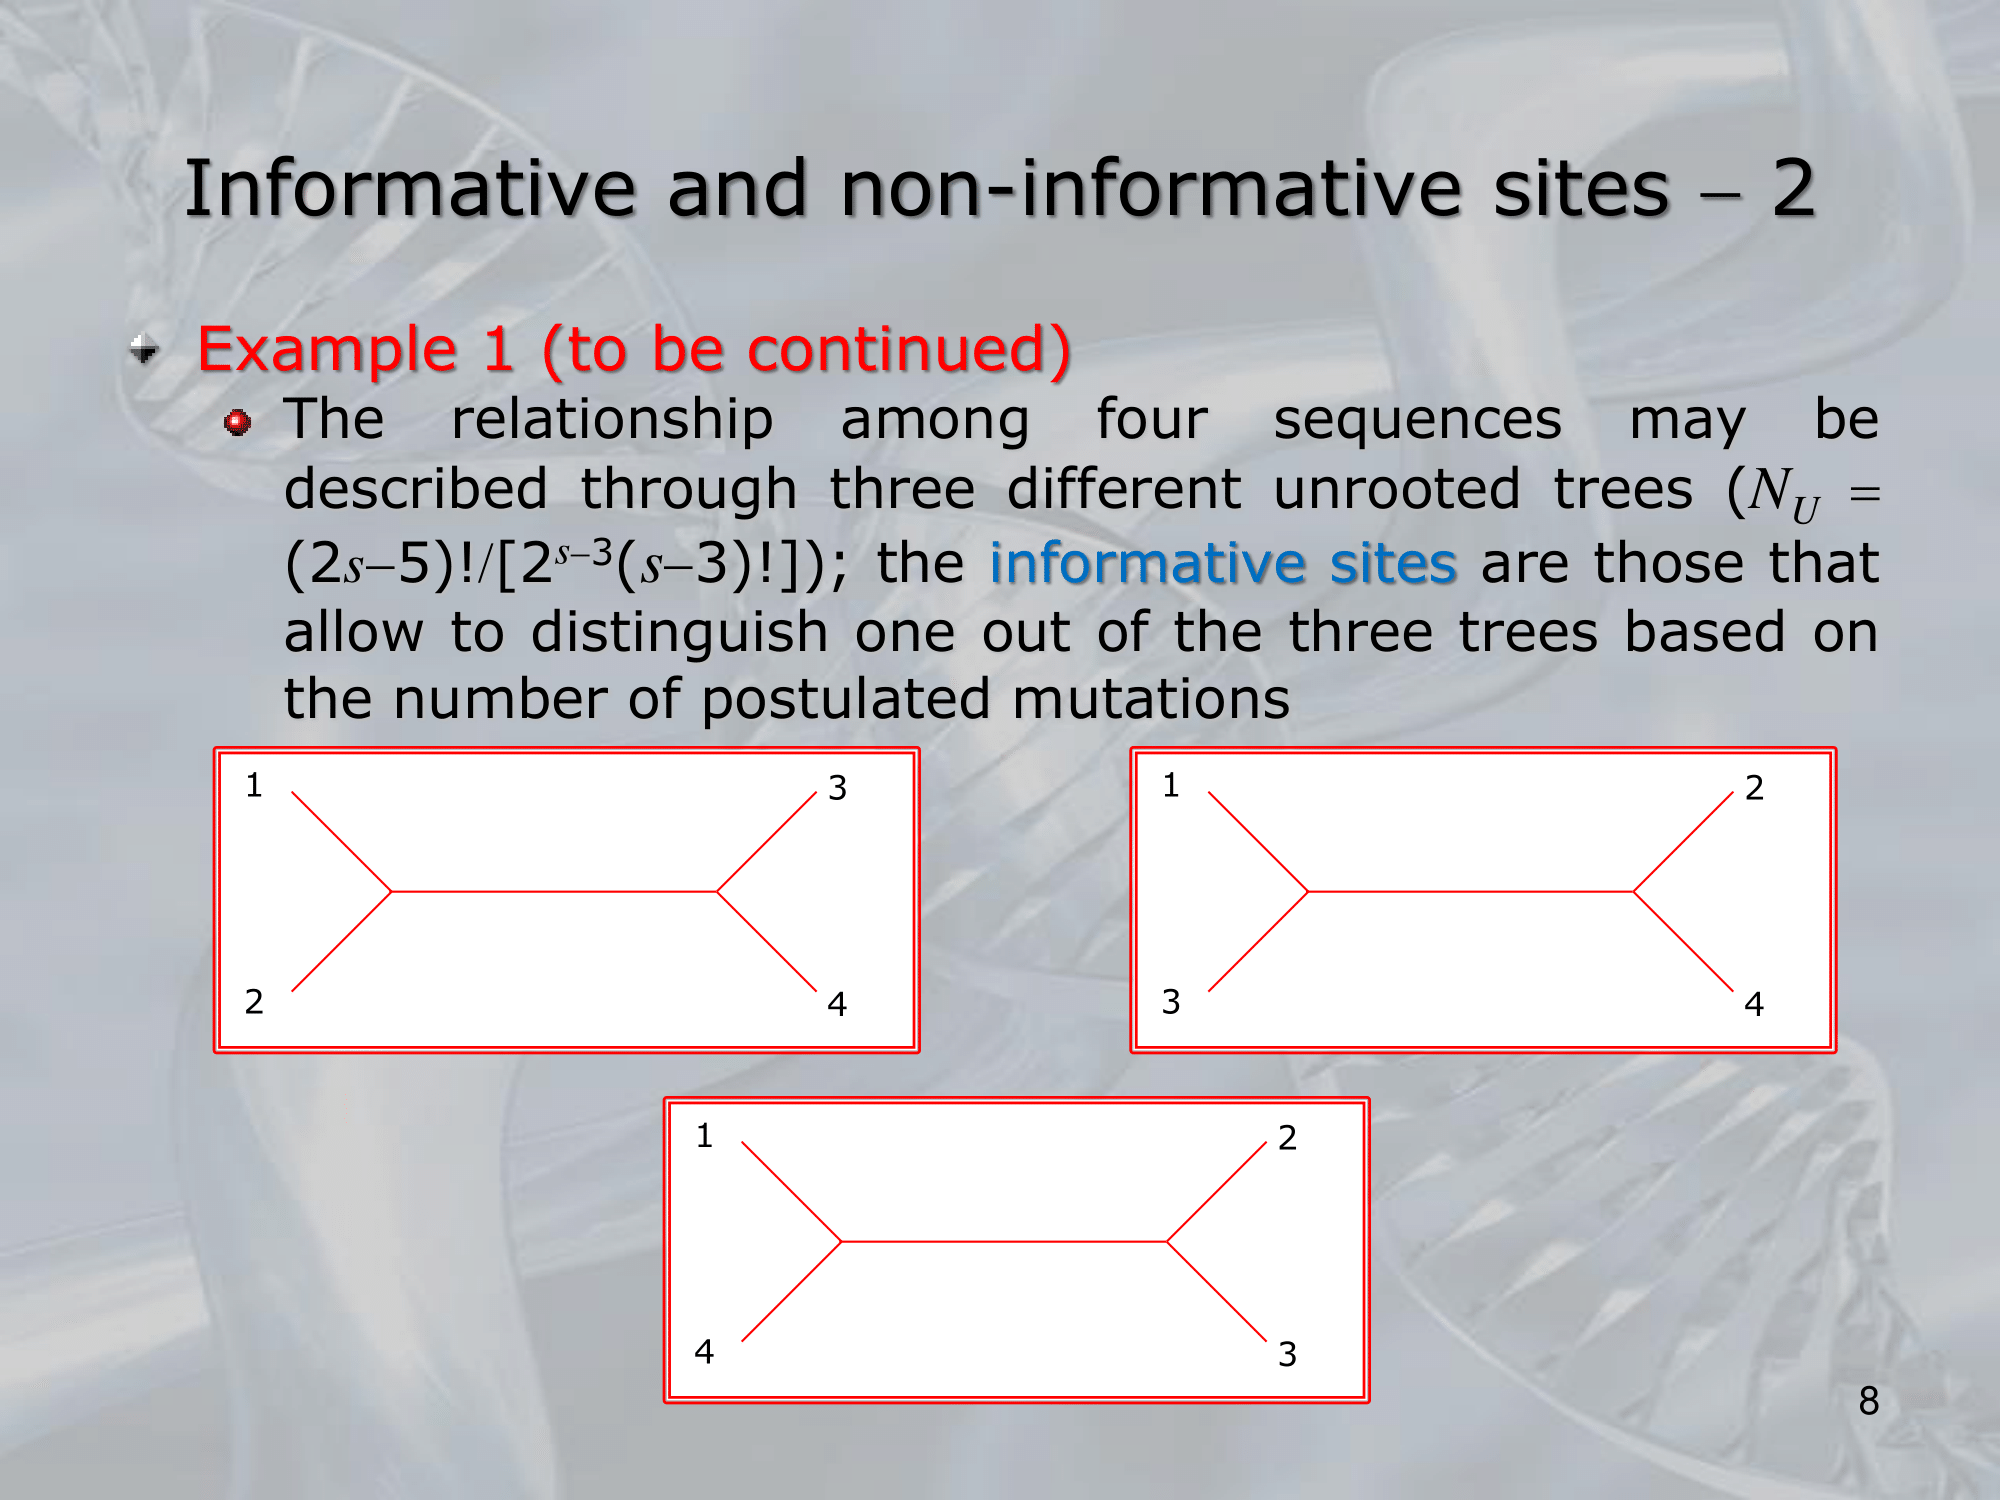 Informative and non-informative sites – 2
Example 1 (to be continued)
The relationship among four sequences may be
described through three different unrooted trees (N_U =
(2s–5)!/[2^{s–3}(s–3)!]); the informative sites are those that
allow to distinguish one out of the three trees based on
the number of postulated mutations
1 3
2 4
1 2
3 4
1 2
4 3
8